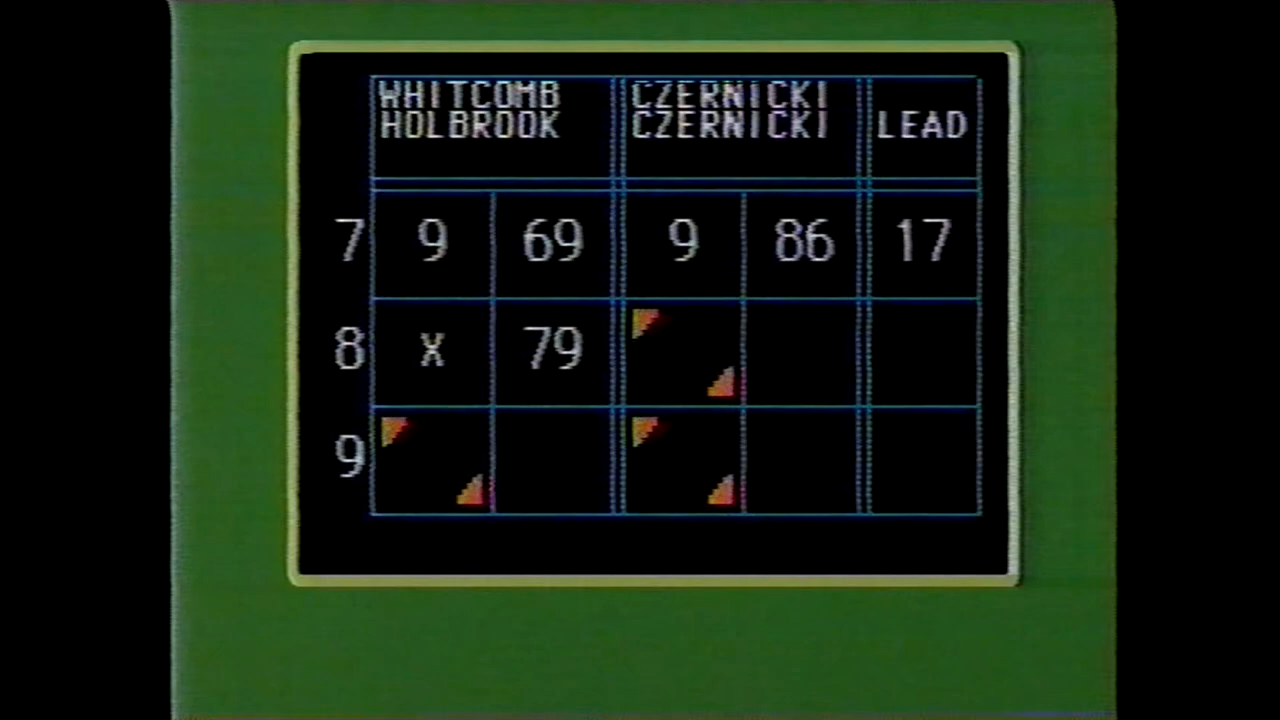 WHITCOMB CZERNICKI
HOLBROOK CZERNICKI LEAD
7 9 69 9 86 17
8 X 79
9